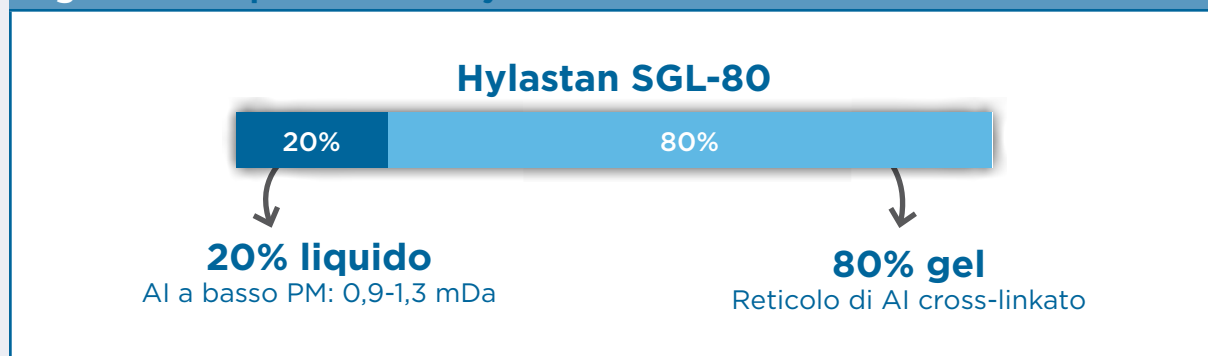 Hylastan SGL-80
20%
80%
20% liquido
AI a basso PM: 0,9-1,3 mDa
80% gel
Reticolo di AI cross-linkato